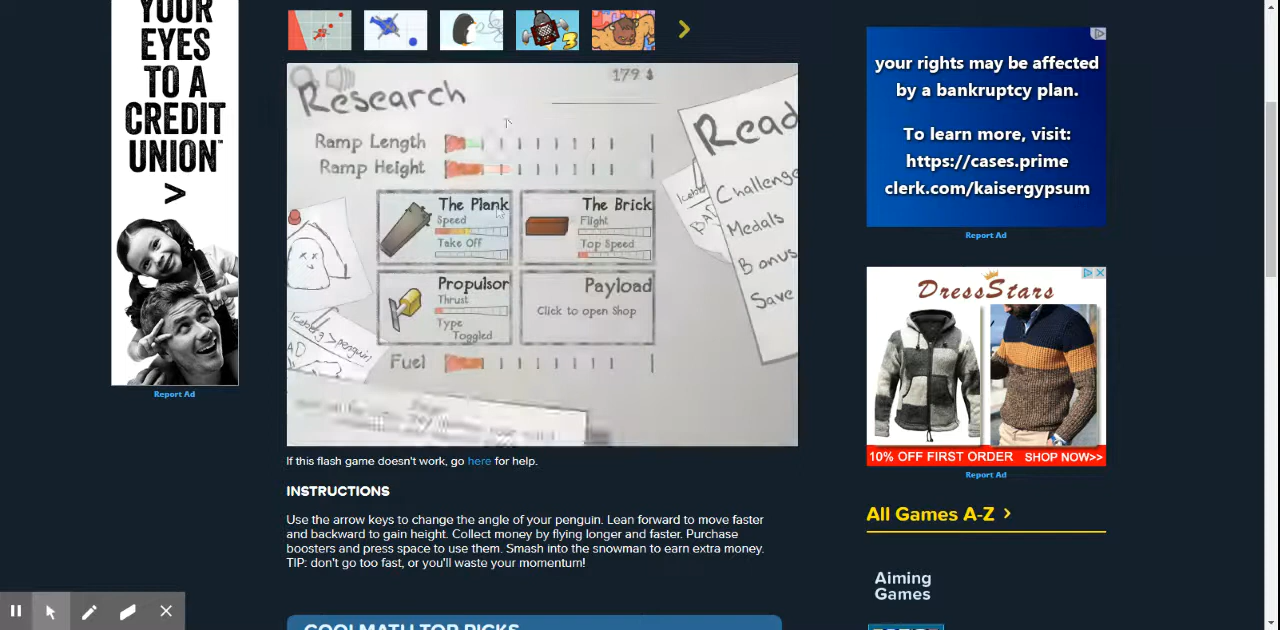 YOUR
EYES
TO A
CREDIT
UNION™
>
Report Ad
3
179 $
Research
Ramp Length
Ramp Height
The Plank
Speed
Take Off
The Brick
Flight
Top Speed
Propulsor
Thrust
Type
Toggled
Payload
Click to open Shop
Fuel
Iceberg > penguin
Read
Challenge
Medals
Bonus
Save
If this flash game doesn't work, go here for help.
INSTRUCTIONS
Use the arrow keys to change the angle of your penguin. Lean forward to move faster
and backward to gain height. Collect money by flying longer and faster. Purchase
boosters and press space to use them. Smash into the snowman to earn extra money.
TIP: don't go too fast, or you'll waste your momentum!
COOLMATH TOP PICKS
your rights may be affected
by a bankruptcy plan.
To learn more, visit:
https://cases.prime
clerk.com/kaisergypsum
Report Ad
DressStars
10% OFF FIRST ORDER SHOP NOW>>
Report Ad
All Games A-Z >
Aiming
Games